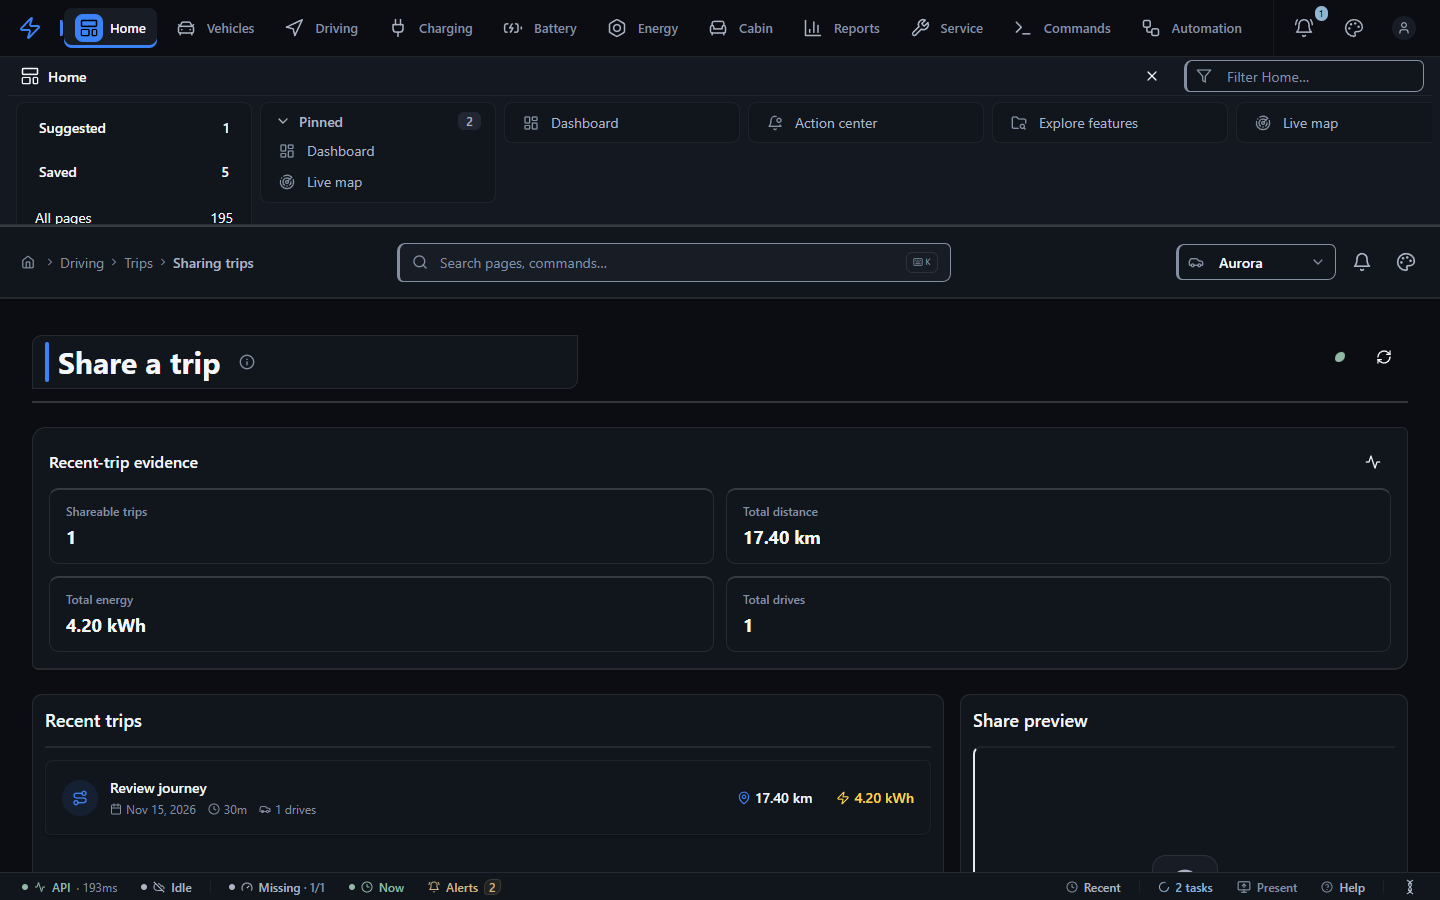 Home
Vehicles
Driving
Charging
Battery
Energy
Cabin
Reports
Service
Commands
Automation
1
Home
Filter Home...
Suggested 1
Saved 5
All pages 195
Pinned 2
Dashboard
Live map
Dashboard
Action center
Explore features
Live map
Driving > Trips > Sharing trips
Search pages, commands...
K
Aurora
Share a trip
Recent-trip evidence
Shareable trips
1
Total distance
17.40 km
Total energy
4.20 kWh
Total drives
1
Recent trips
Review journey
Nov 15, 2026 30m 1 drives
17.40 km 4.20 kWh
Share preview
API · 193ms
Idle
Missing · 1/1
Now
Alerts 2
Recent
2 tasks
Present
Help